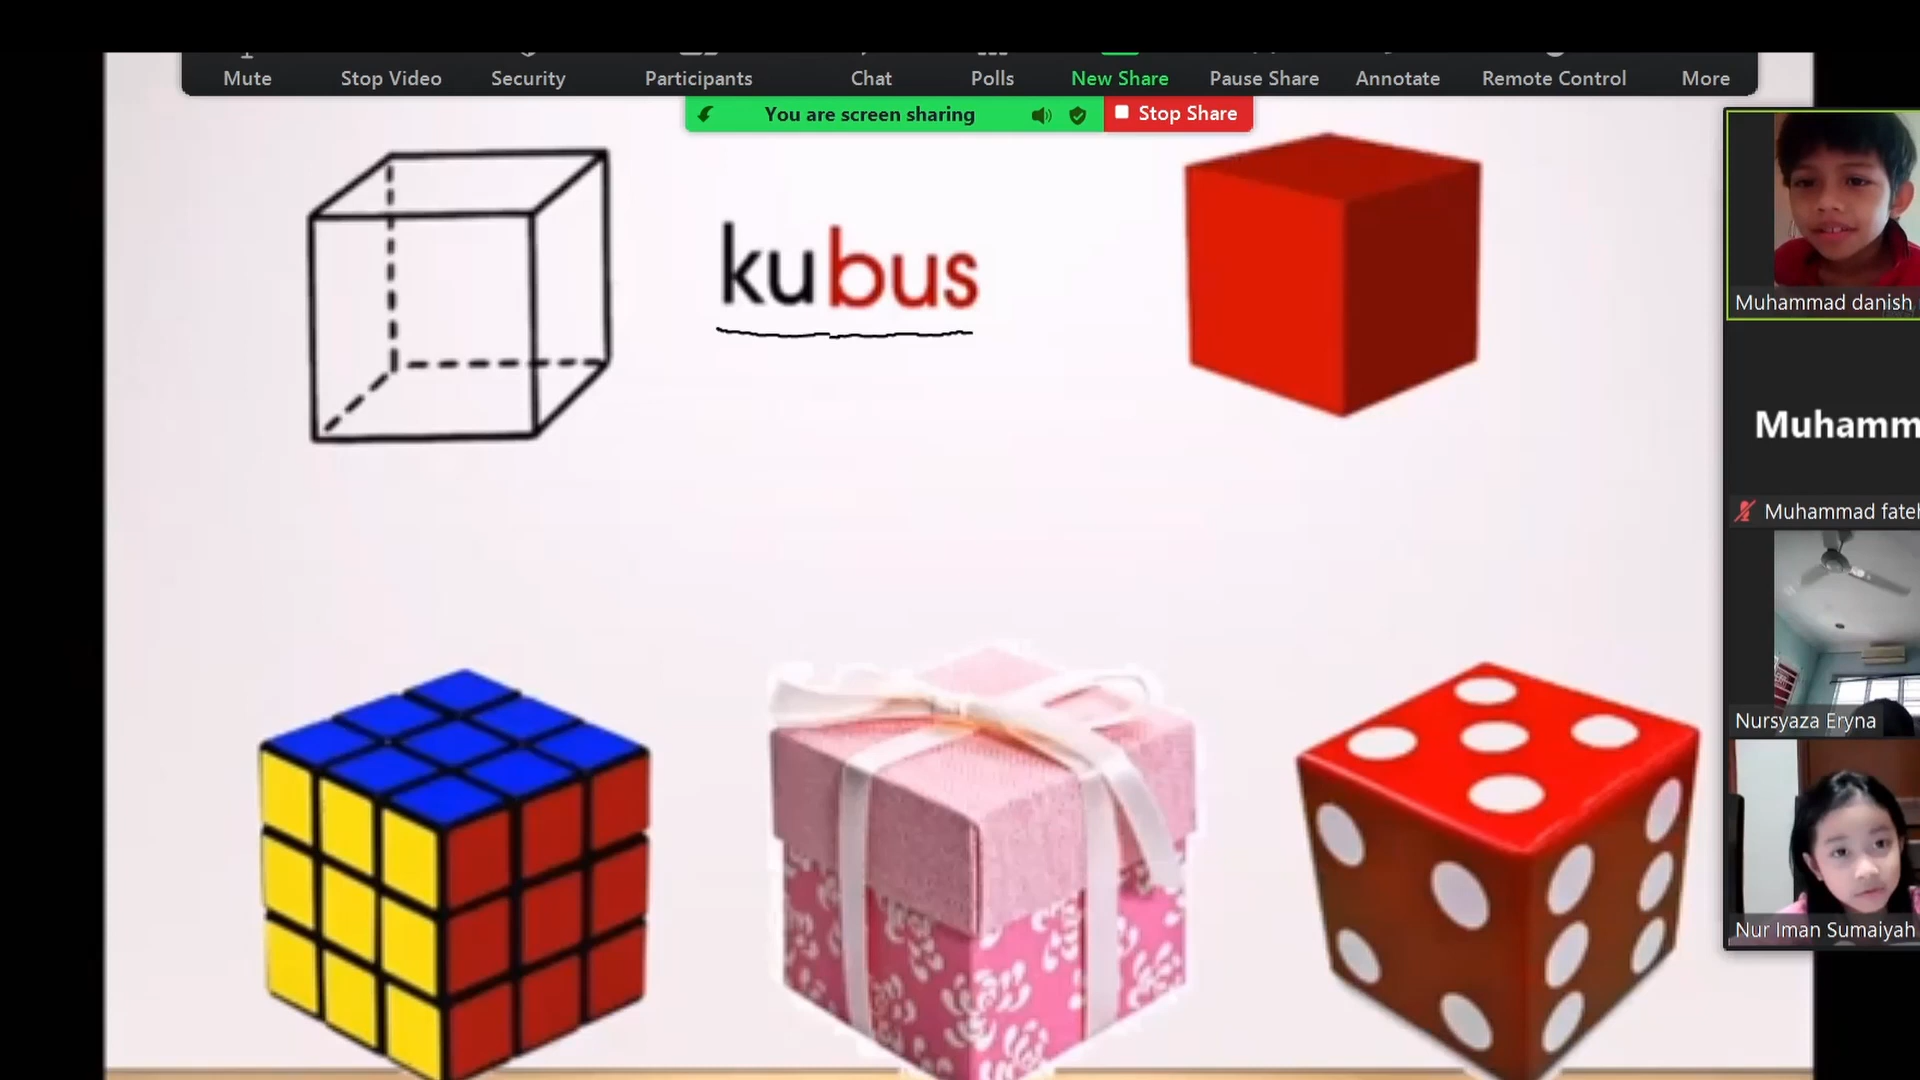 Mute Stop Video Security Participants Chat Polls New Share Pause Share Annotate Remote Control More
You are screen sharing Stop Share
kubus
Muhammad danish
Muhamm
Muhammad fateh
Nursyaza Eryna
Nur Iman Sumaiyah